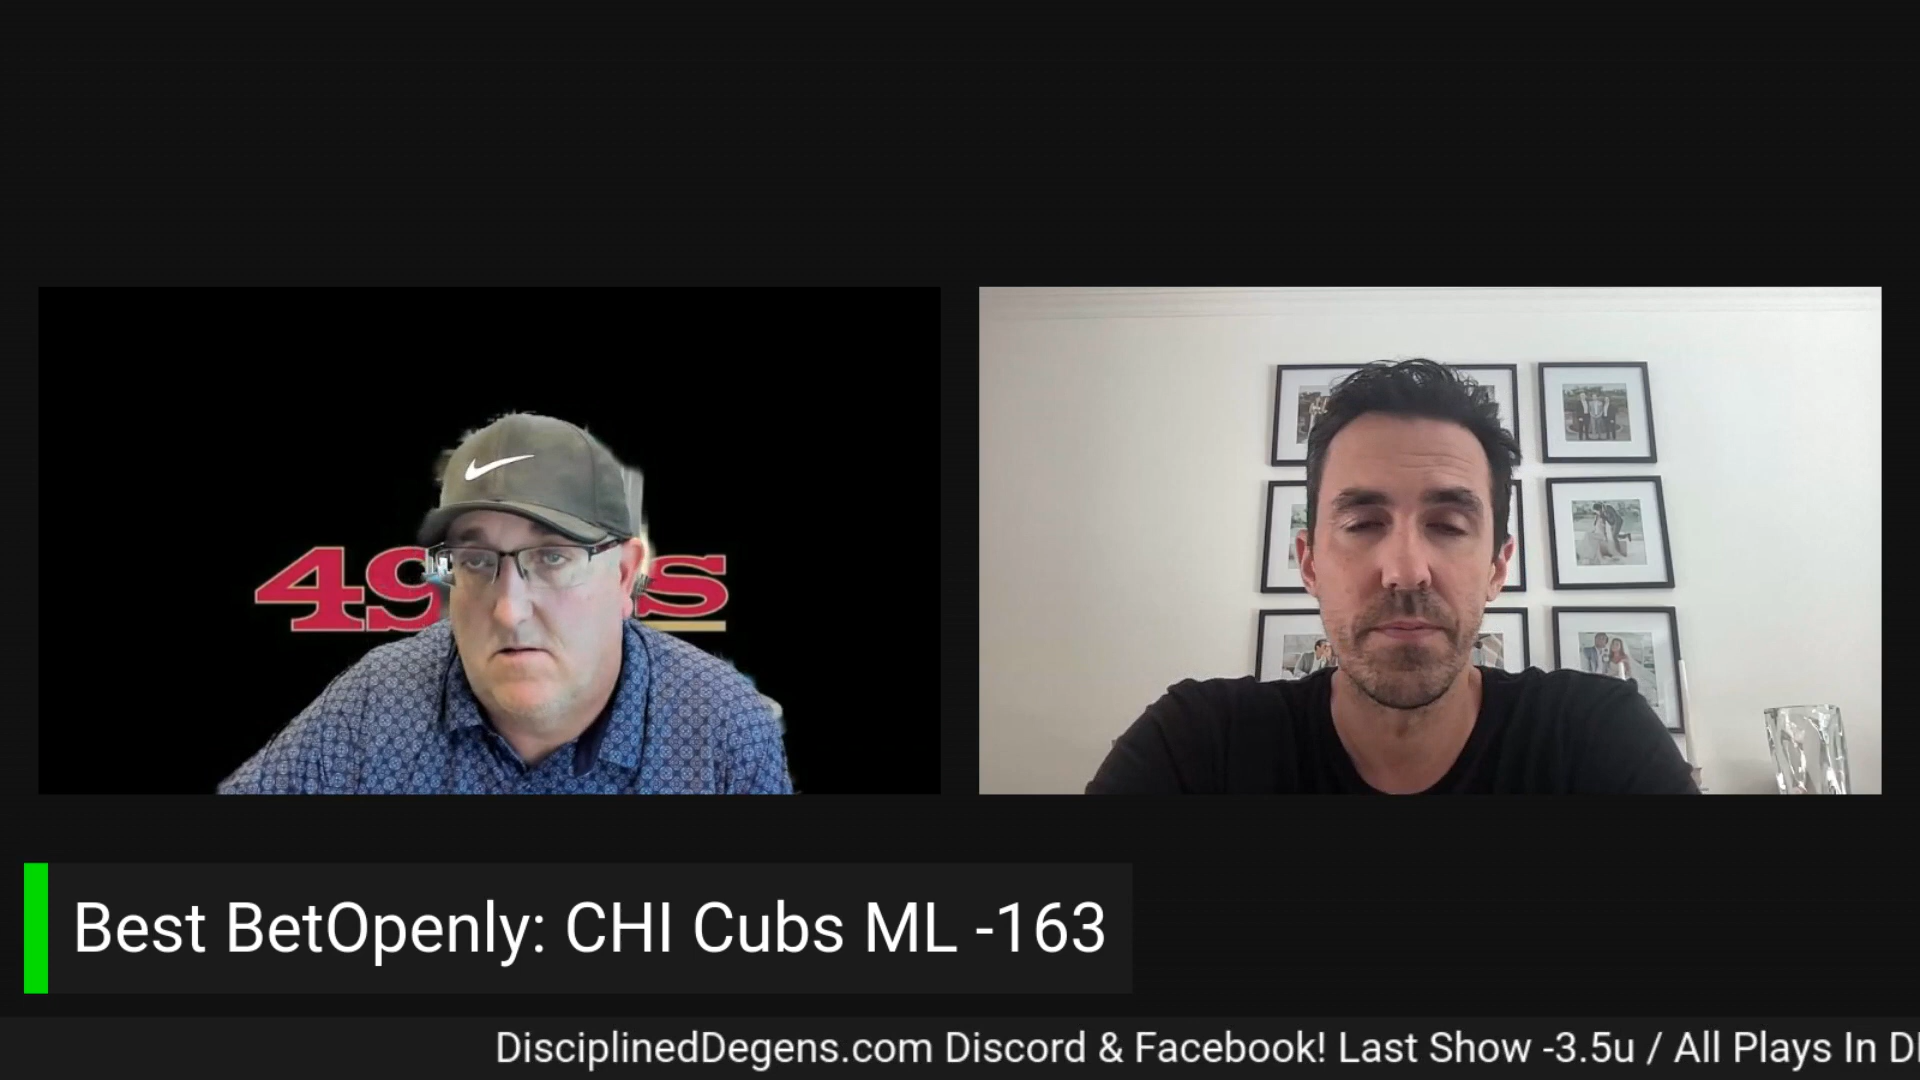 49 s
Best BetOpenly: CHI Cubs ML -163
DisciplinedDegens.com Discord & Facebook! Last Show -3.5u / All Plays In D